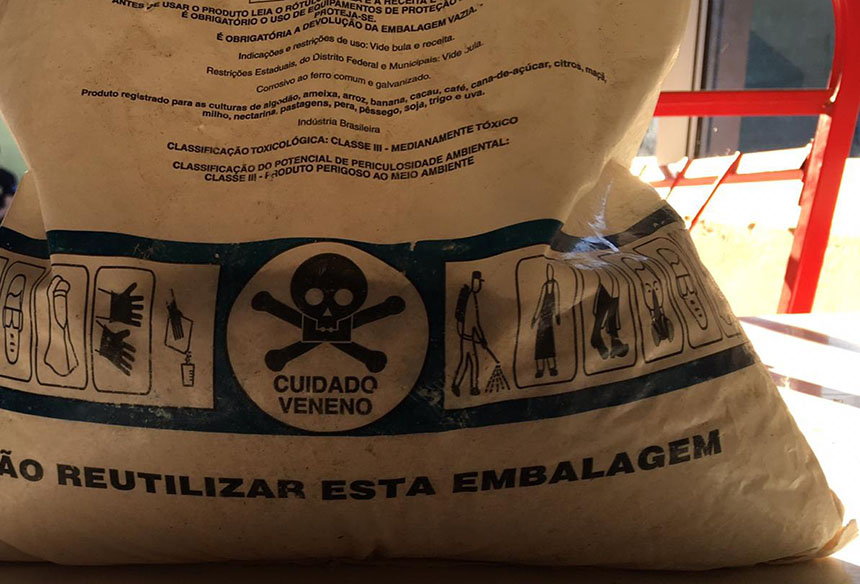 ANTES DE USAR O PRODUTO LEIA O RÓTULO, E A RECEITA E
É OBRIGATÓRIO O USO DE EQUIPAMENTOS DE PROTEÇÃO
PROTEJA-SE.
É OBRIGATÓRIA A DEVOLUÇÃO DA EMBALAGEM VAZIA.
Indicações e restrições de uso: Vide bula e receita.
Restrições Estaduais, do Distrito Federal e Municipais: Vide bula.
Corrosivo ao ferro comum e galvanizado.
Produto registrado para as culturas de algodão, ameixa, arroz, banana, cacau, café, cana-de-açúcar, citros, maçã,
milho, nectarina, pastagens, pera, pêssego, soja, trigo e uva.
Indústria Brasileira
CLASSIFICAÇÃO TOXICOLÓGICA: CLASSE III - MEDIANAMENTE TÓXICO
CLASSIFICAÇÃO DO POTENCIAL DE PERICULOSIDADE AMBIENTAL:
CLASSE III - PRODUTO PERIGOSO AO MEIO AMBIENTE
CUIDADO
VENENO
ÃO REUTILIZAR ESTA EMBALAGEM